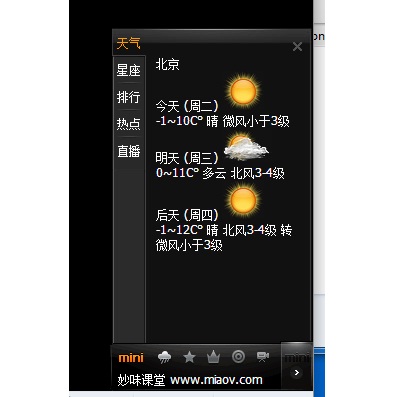 天气
on
星座
排行
热点
直播
北京
今天 (周二)
-1~10C° 晴 微风小于3级
明天 (周三)
0~11C° 多云 北风3-4级
后天 (周四)
-1~12C° 晴 北风3-4级 转
微风小于3级
mini
mini
妙味课堂 www.miaov.com